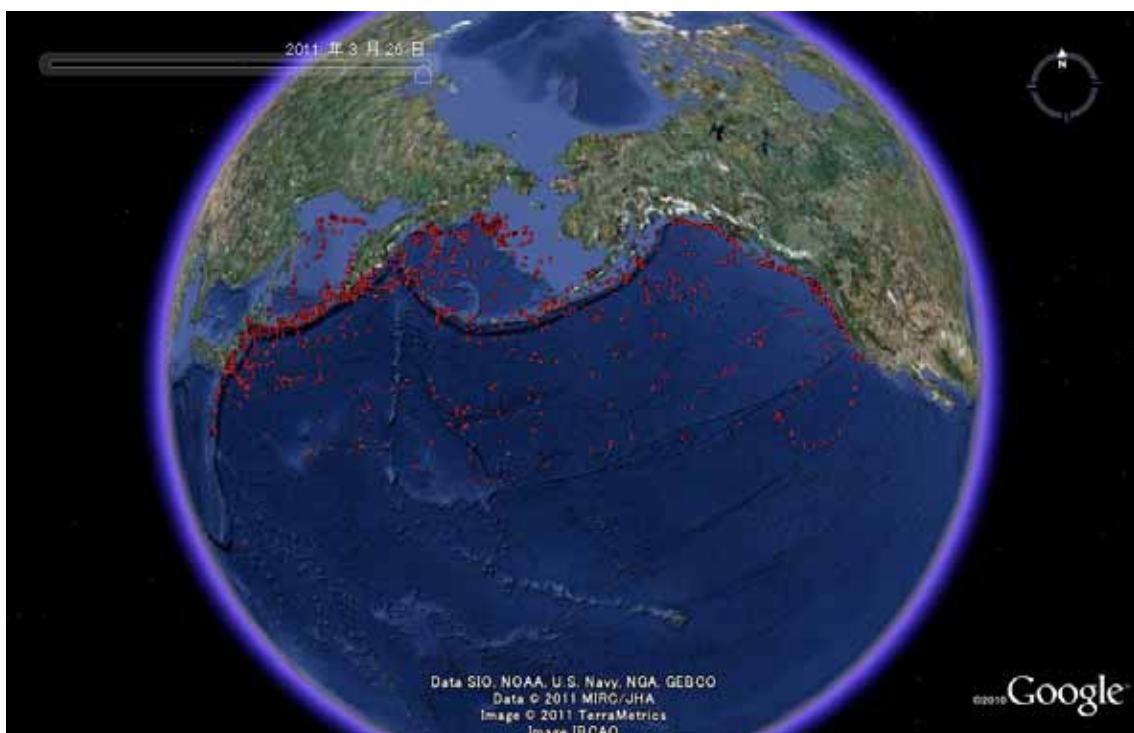 2011 年 3 月 26 日
N
Data SIO, NOAA, U.S. Navy, NGA, GEBCO
Data © 2011 MIRC/JHA
Image © 2011 TerraMetrics
Image IBCAO
©2010 Google